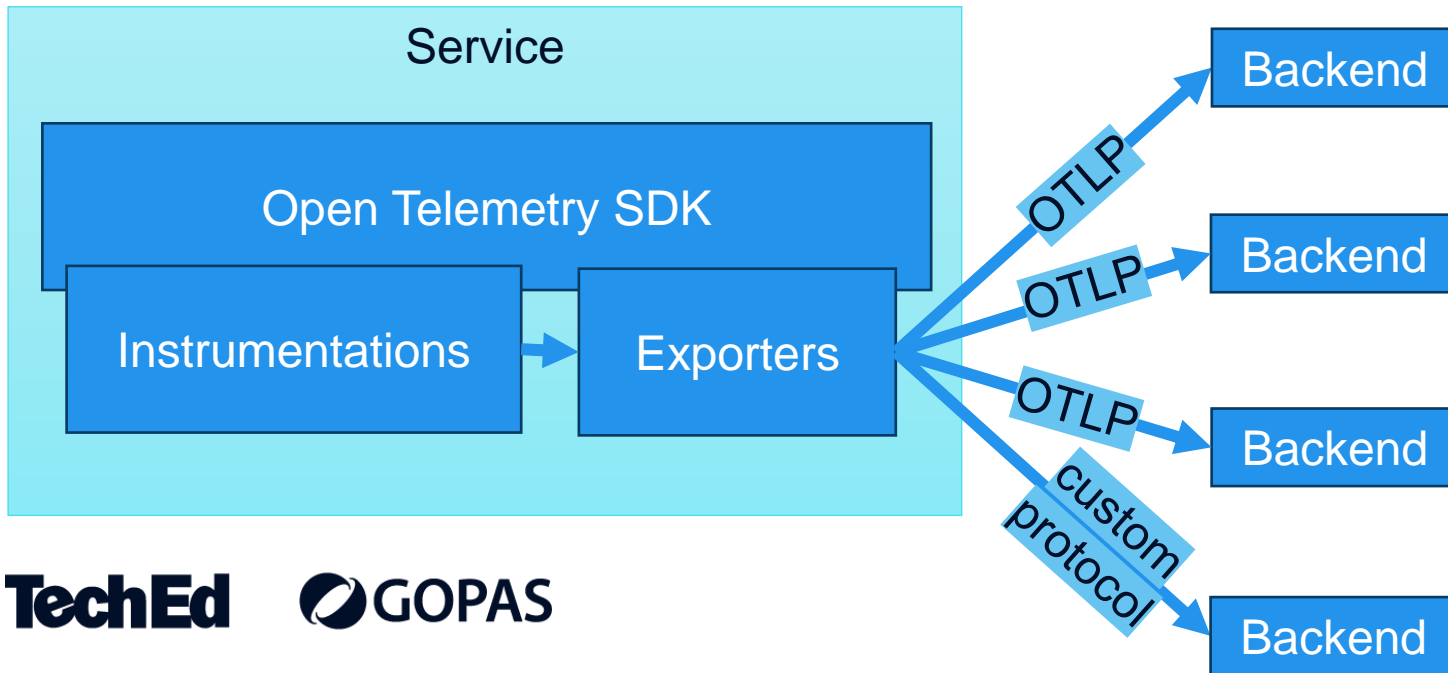 Service
Open Telemetry SDK
Instrumentations
Exporters
OTLP
OTLP
OTLP
custom
protocol
Backend
Backend
Backend
Backend
TechEd
GOPAS